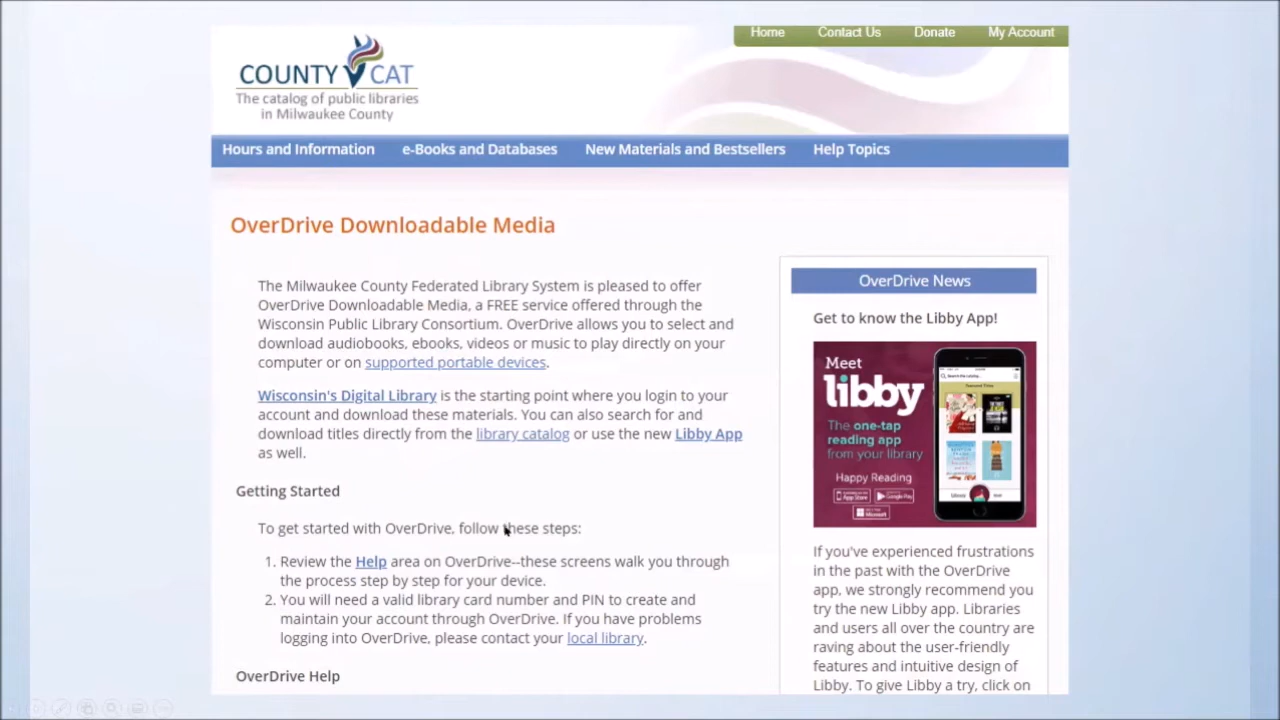 Home Contact Us Donate My Account
COUNTY CAT
The catalog of public libraries
in Milwaukee County
Hours and Information e-Books and Databases New Materials and Bestsellers Help Topics
OverDrive Downloadable Media
The Milwaukee County Federated Library System is pleased to offer
OverDrive Downloadable Media, a FREE service offered through the
Wisconsin Public Library Consortium. OverDrive allows you to select and
download audiobooks, ebooks, videos or music to play directly on your
computer or on supported portable devices.
Wisconsin's Digital Library is the starting point where you login to your
account and download these materials. You can also search for and
download titles directly from the library catalog or use the new Libby App
as well.
Getting Started
To get started with OverDrive, follow these steps:
1. Review the Help area on OverDrive--these screens walk you through
the process step by step for your device.
2. You will need a valid library card number and PIN to create and
maintain your account through OverDrive. If you have problems
logging into OverDrive, please contact your local library.
OverDrive Help
OverDrive News
Get to know the Libby App!
Meet
libby
The one-tap
reading app
from your library
Happy Reading
App Store Google Play
Microsoft
If you've experienced frustrations
in the past with the OverDrive
app, we strongly recommend you
try the new Libby app. Libraries
and users all over the country are
raving about the user-friendly
features and intuitive design of
Libby. To give Libby a try, click on